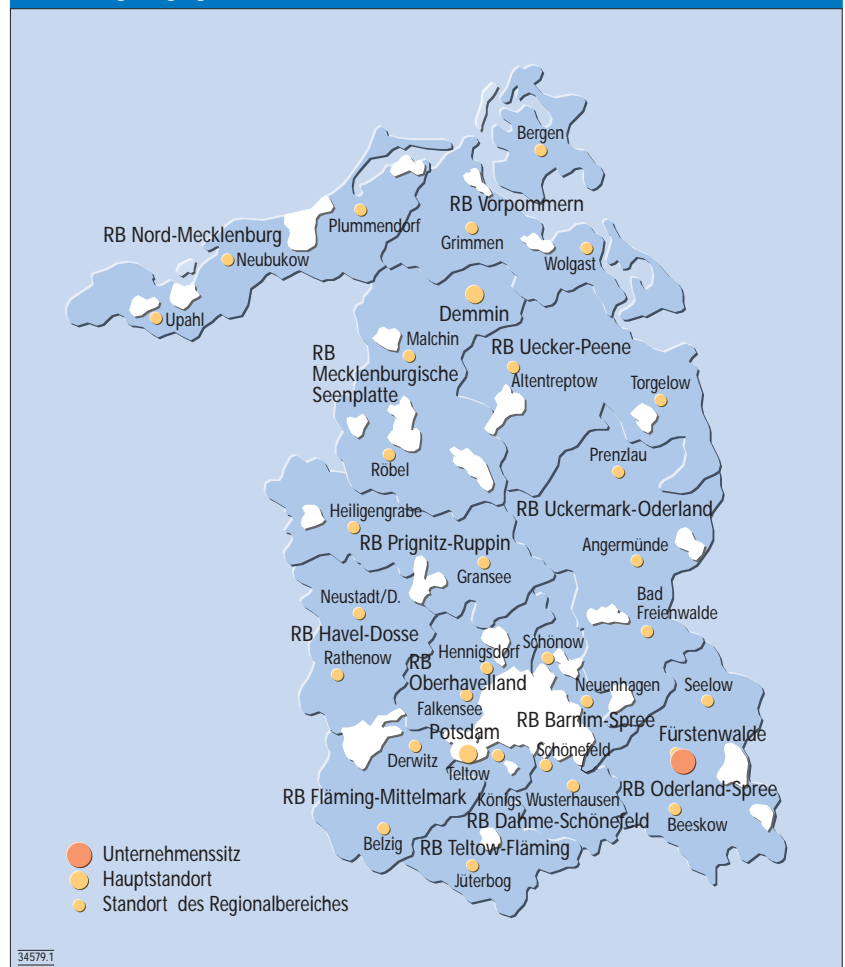 Bergen
RB Vorpommern
Plummendorf
Grimmen
RB Nord-Mecklenburg
Neubukow
Wolgast
Upahl
Demmin
Malchin
RB
Mecklenburgische
Seenplatte
RB Uecker-Peene
Altentreptow
Torgelow
Röbel
Prenzlau
Heiligengrabe
RB Uckermark-Oderland
RB Prignitz-Ruppin
Angermünde
Gransee
Neustadt/D.
Bad
Freienwalde
RB Havel-Dosse
Hennigsdorf
Schönow
Rathenow
RB
Oberhavelland
Neuenhagen
Seelow
Falkensee
RB Barnim-Spree
Potsdam
Fürstenwalde
Derwitz
Schönefeld
Teltow
RB Oderland-Spree
RB Fläming-Mittelmark
Königs Wusterhausen
Beeskow
RB Dahme-Schönefeld
Belzig
RB Teltow-Fläming
Jüterbog
Unternehmenssitz
Hauptstandort
Standort des Regionalbereiches
34579.1